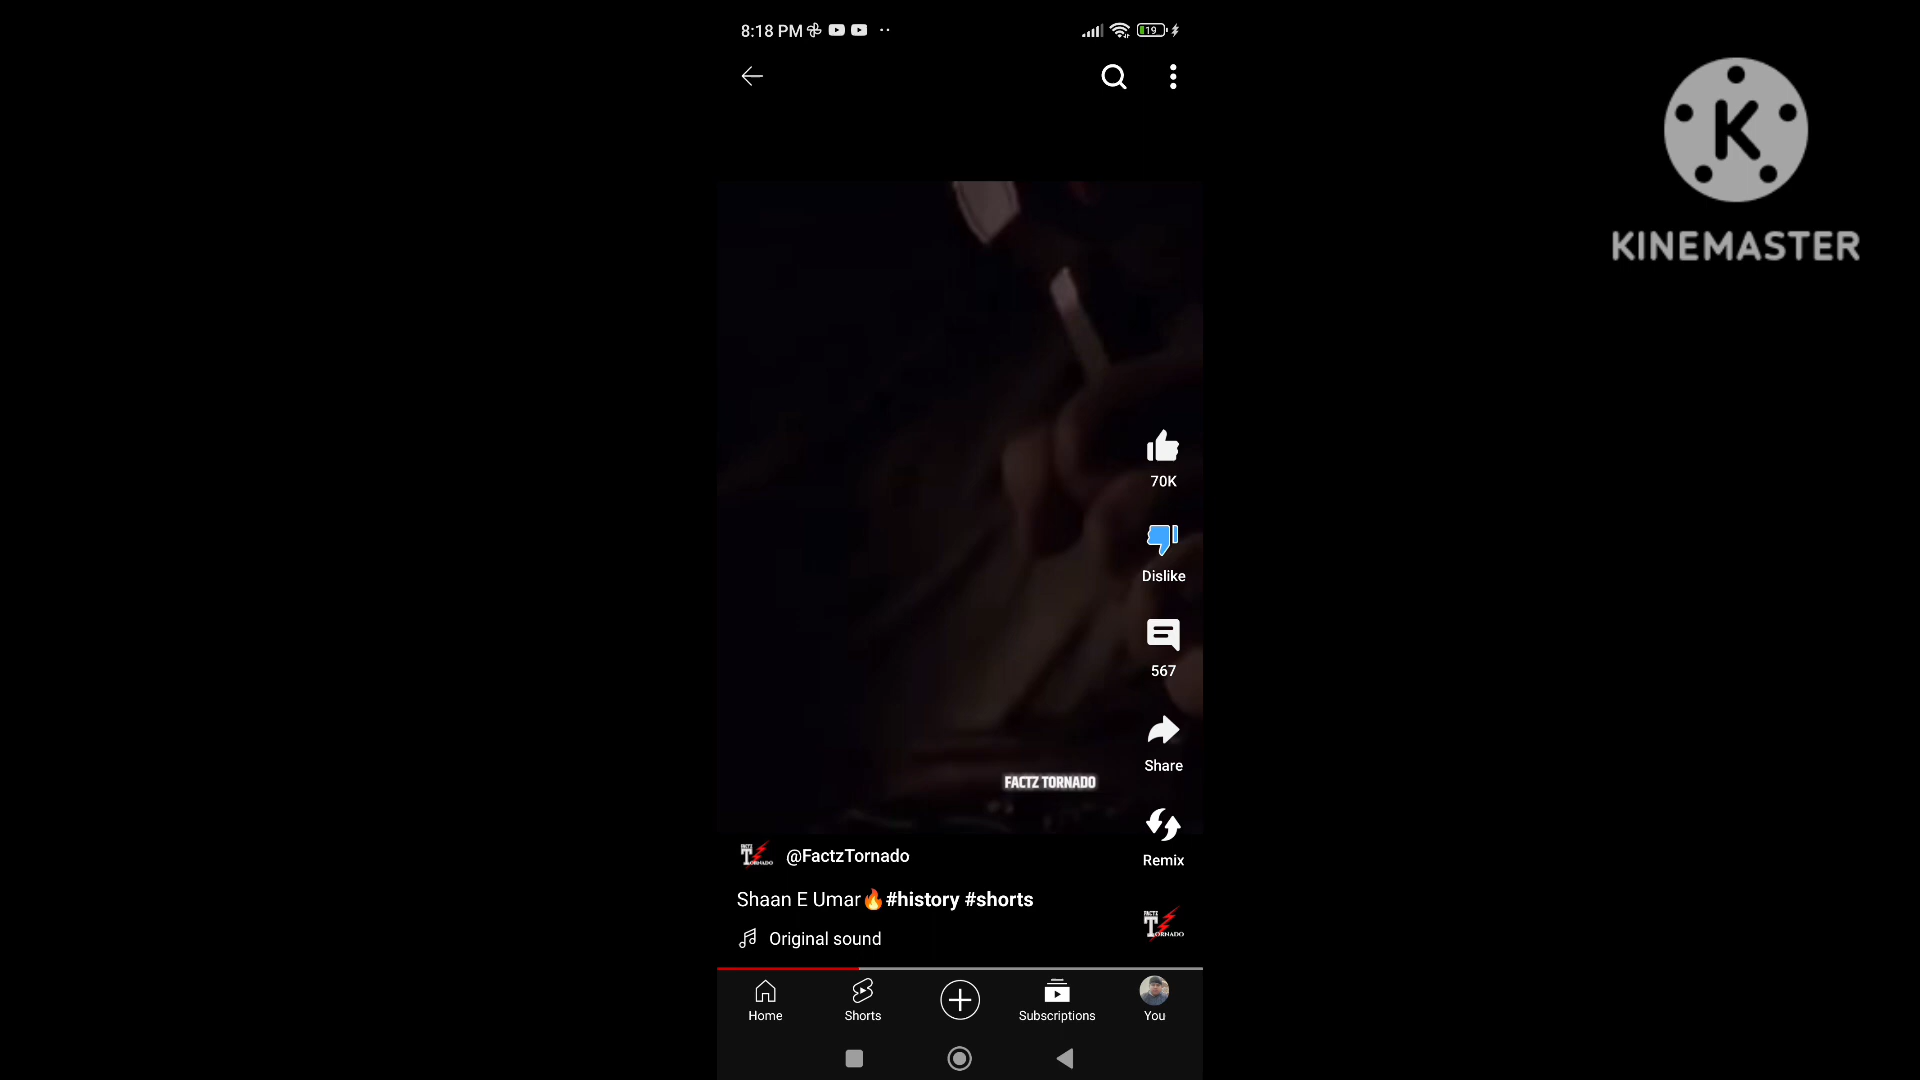 8:18 PM
19
KINEMASTER
70K
Dislike
567
Share
FACTZ TORNADO
Remix
@FactzTornado
Shaan E Umar🔥#history #shorts
Original sound
Home
Shorts
Subscriptions
You